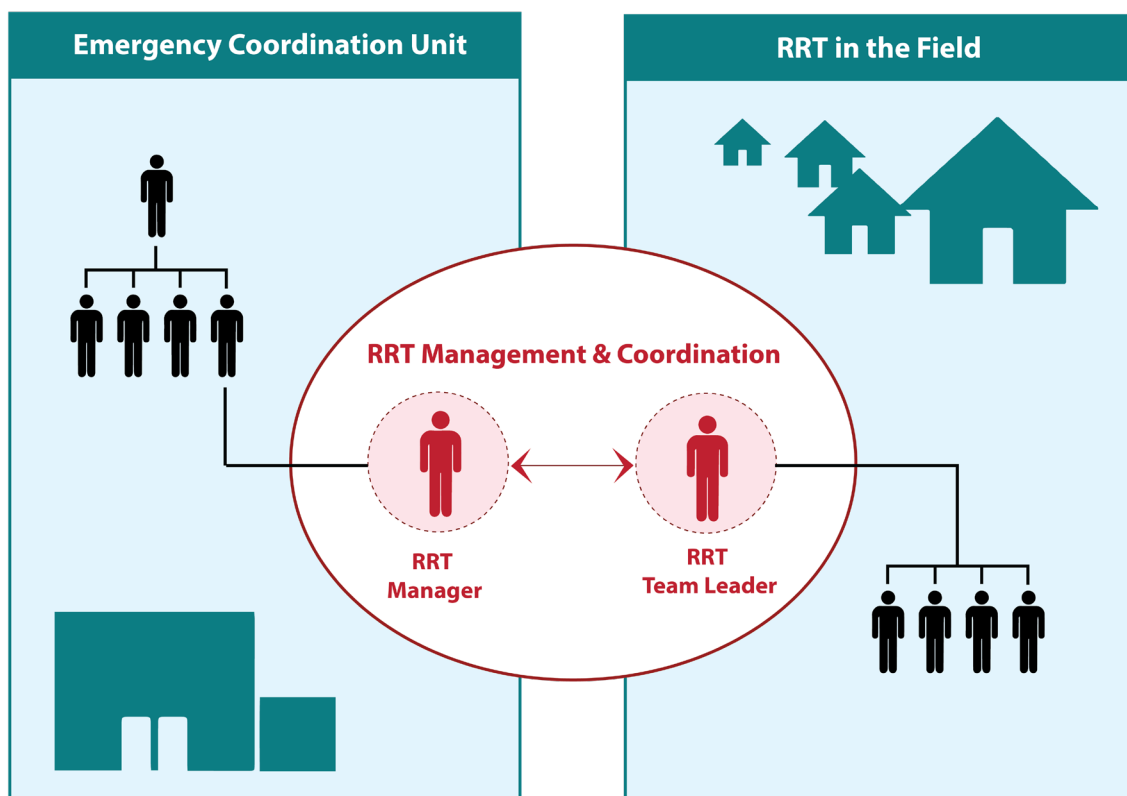 Emergency Coordination Unit
RRT in the Field
RRT Management & Coordination
RRT
Manager
RRT
Team Leader